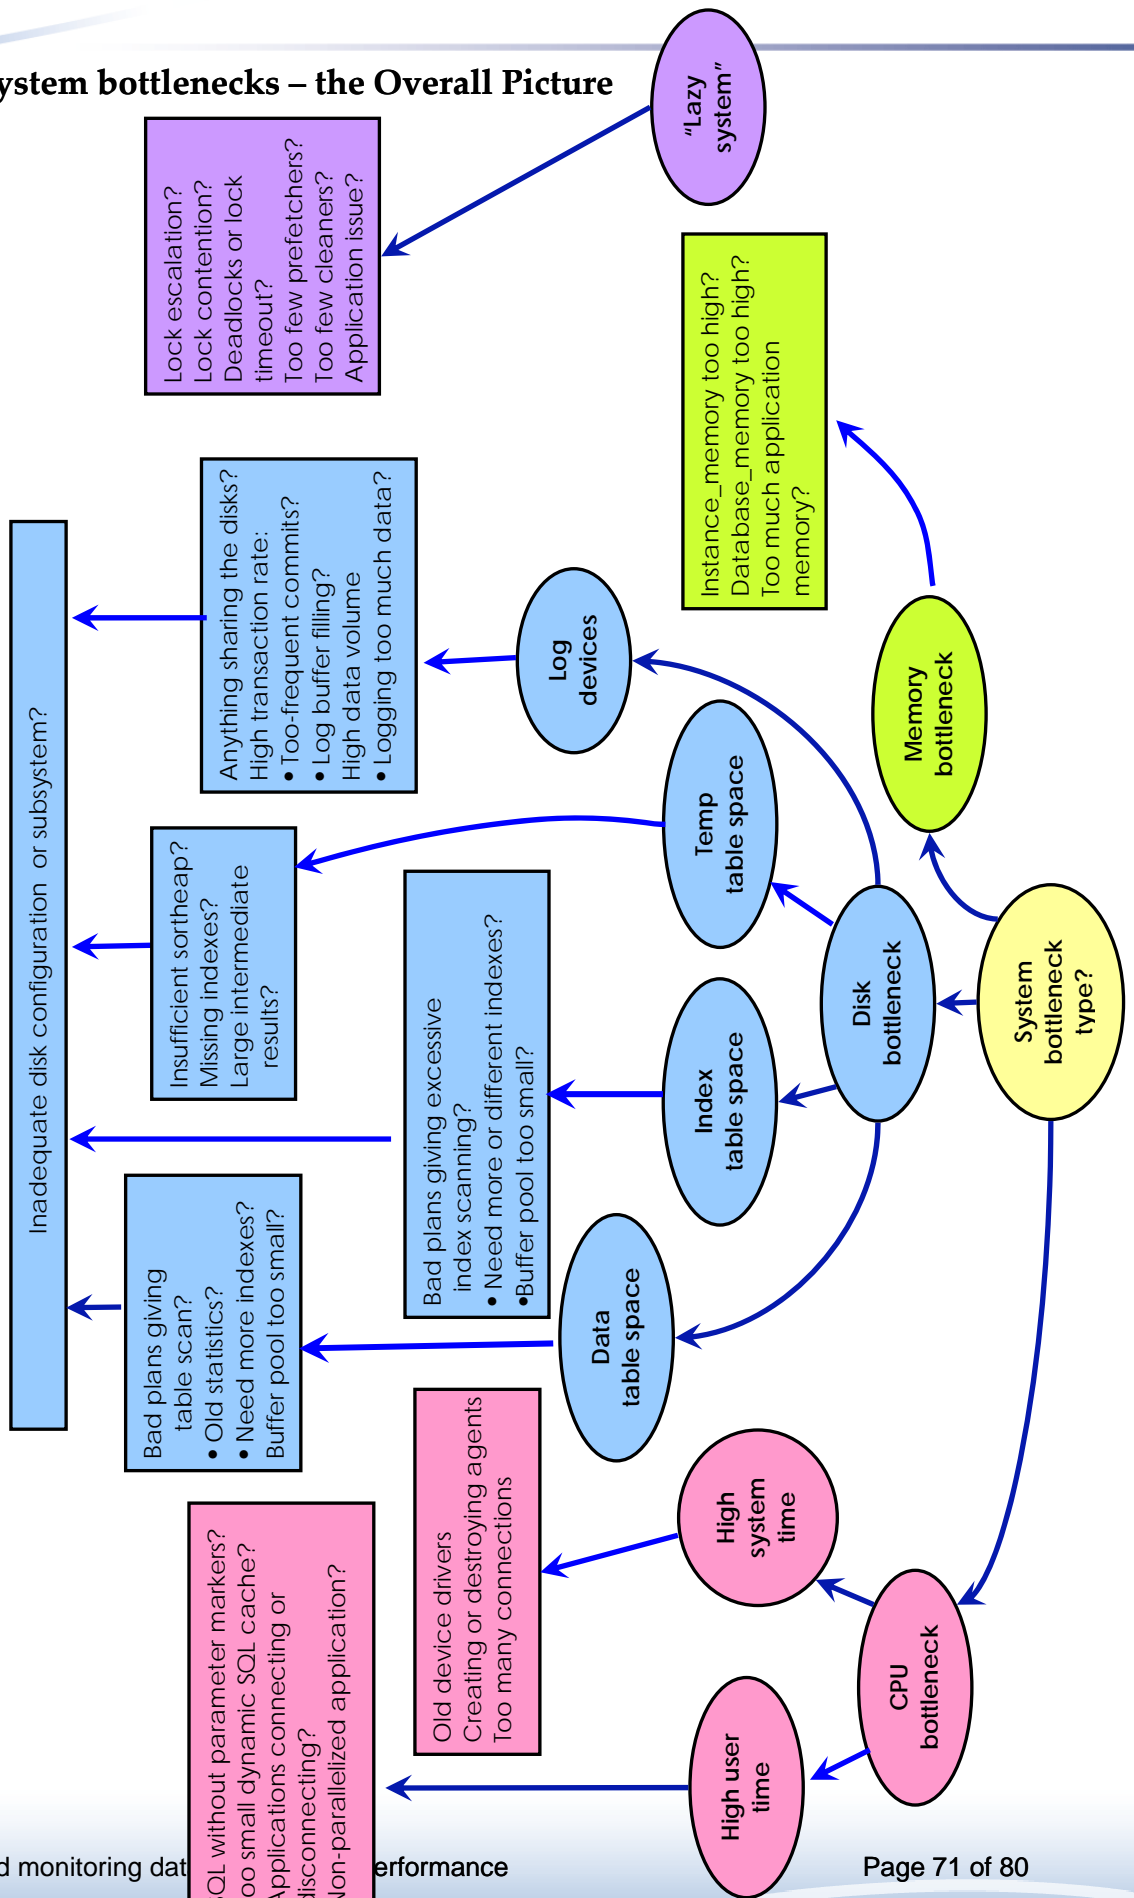 ystem bottlenecks – the Overall Picture
"Lazy
system"
Lock escalation?
Lock contention?
Deadlocks or lock
timeout?
Too few prefetchers?
Too few cleaners?
Application issue?
Instance_memory too high?
Database_memory too high?
Too much application
memory?
Memory
bottleneck
Inadequate disk configuration or subsystem?
Anything sharing the disks?
High transaction rate:
• Too-frequent commits?
• Log buffer filling?
High data volume
• Logging too much data?
Log
devices
Insufficient sortheap?
Missing indexes?
Large intermediate
results?
Temp
table space
Bad plans giving excessive
index scanning?
• Need more or different indexes?
•Buffer pool too small?
Index
table space
Disk
bottleneck
System
bottleneck
type?
Bad plans giving
table scan?
• Old statistics?
• Need more indexes?
Buffer pool too small?
Data
table space
Old device drivers
Creating or destroying agents
Too many connections
High
system
time
CPU
bottleneck
SQL without parameter markers?
oo small dynamic SQL cache?
Applications connecting or
disconnecting?
Non-parallelized application?
High user
time
d monitoring dat
erformance
Page 71 of 80